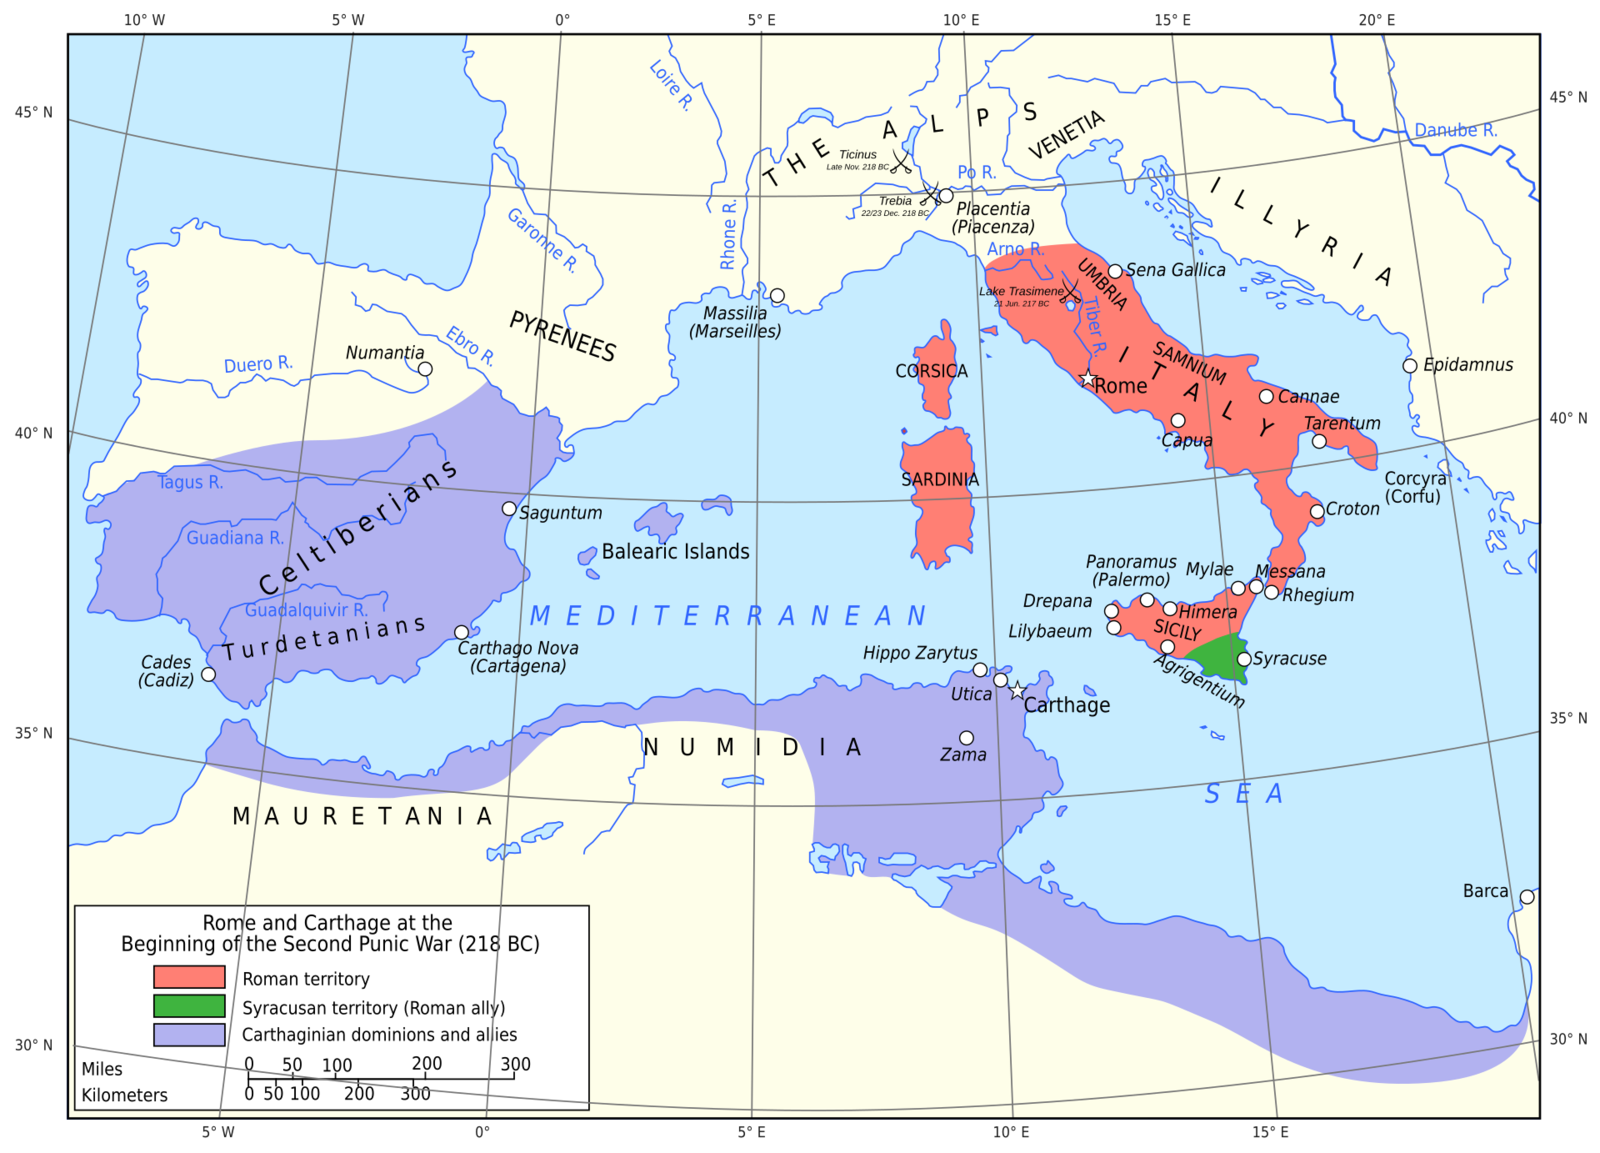 10° W
5° W
0°
5° E
10° E
15° E
20° E
45° N
45° N
Loire R.
Danube R.
THE ALPS
VENETIA
Ticinus
Late Nov. 218 BC
Po R.
Trebia
22/23 Dec. 218 BC
Placentia
(Piacenza)
ILLYRIA
Garonne R.
Rhone R.
Arno R.
Sena Gallica
UMBRIA
Lake Trasimene
21 Jun. 217 BC
Tiber R.
Massilia
(Marseilles)
PYRENEES
Ebro R.
Numantia
Duero R.
CORSICA
ITALY
SAMNIUM
Rome
Epidamnus
Cannae
Tarentum
Capua
40° N
40° N
Tagus R.
Celtiberians
SARDINIA
Corcyra
(Corfu)
Croton
Saguntum
Guadiana R.
Balearic Islands
Panoramus
(Palermo)
Mylae
Messana
Rhegium
Drepana
Himera
Lilybaeum
SICILY
Guadalquivir R.
Turdetanians
MEDITERRANEAN
Carthago Nova
(Cartagena)
Cades
(Cadiz)
Hippo Zarytus
Syracuse
Agrigentium
Utica
Carthage
35° N
35° N
NUMIDIA
Zama
SEA
MAURETANIA
Barca
Rome and Carthage at the
Beginning of the Second Punic War (218 BC)
Roman territory
Syracusan territory (Roman ally)
Carthaginian dominions and allies
30° N
30° N
Miles
0 50 100 200 300
Kilometers
0 50 100 200 300
5° W
0°
5° E
10° E
15° E